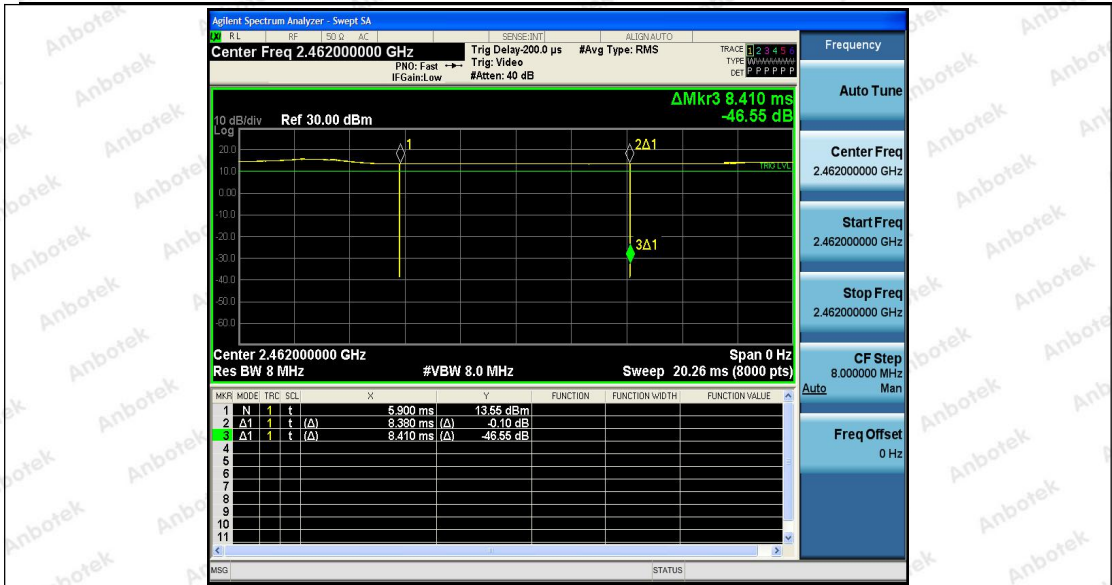 Agilent Spectrum Analyzer - Swept SA
LXI RL RF 50 Ω AC SENSE:INT ALIGN AUTO
Center Freq 2.462000000 GHz
PNO: Fast
IFGain:Low
Trig Delay-200.0 µs
Trig: Video
#Atten: 40 dB
#Avg Type: RMS
TRACE 1 2 3 4 5 6
TYPE WWWWWW
DET P P P P P P
ΔMkr3 8.410 ms
-46.55 dB
10 dB/div Ref 30.00 dBm
Log
20.0
10.0
0.00
-10.0
-20.0
-30.0
-40.0
-50.0
-60.0
1
2Δ1
TRIG LVL
3Δ1
Center 2.462000000 GHz Span 0 Hz
Res BW 8 MHz #VBW 8.0 MHz Sweep 20.26 ms (8000 pts)
MKR MODE TRC SCL X Y FUNCTION FUNCTION WIDTH FUNCTION VALUE
1 N 1 t 5.900 ms 13.55 dBm
2 Δ1 1 t (Δ) 8.380 ms (Δ) -0.10 dB
3 Δ1 1 t (Δ) 8.410 ms (Δ) -46.55 dB
4
5
6
7
8
9
10
11
MSG STATUS
Frequency
Auto Tune
Center Freq
2.462000000 GHz
Start Freq
2.462000000 GHz
Stop Freq
2.462000000 GHz
CF Step
8.000000 MHz
Auto Man
Freq Offset
0 Hz
Anbotek